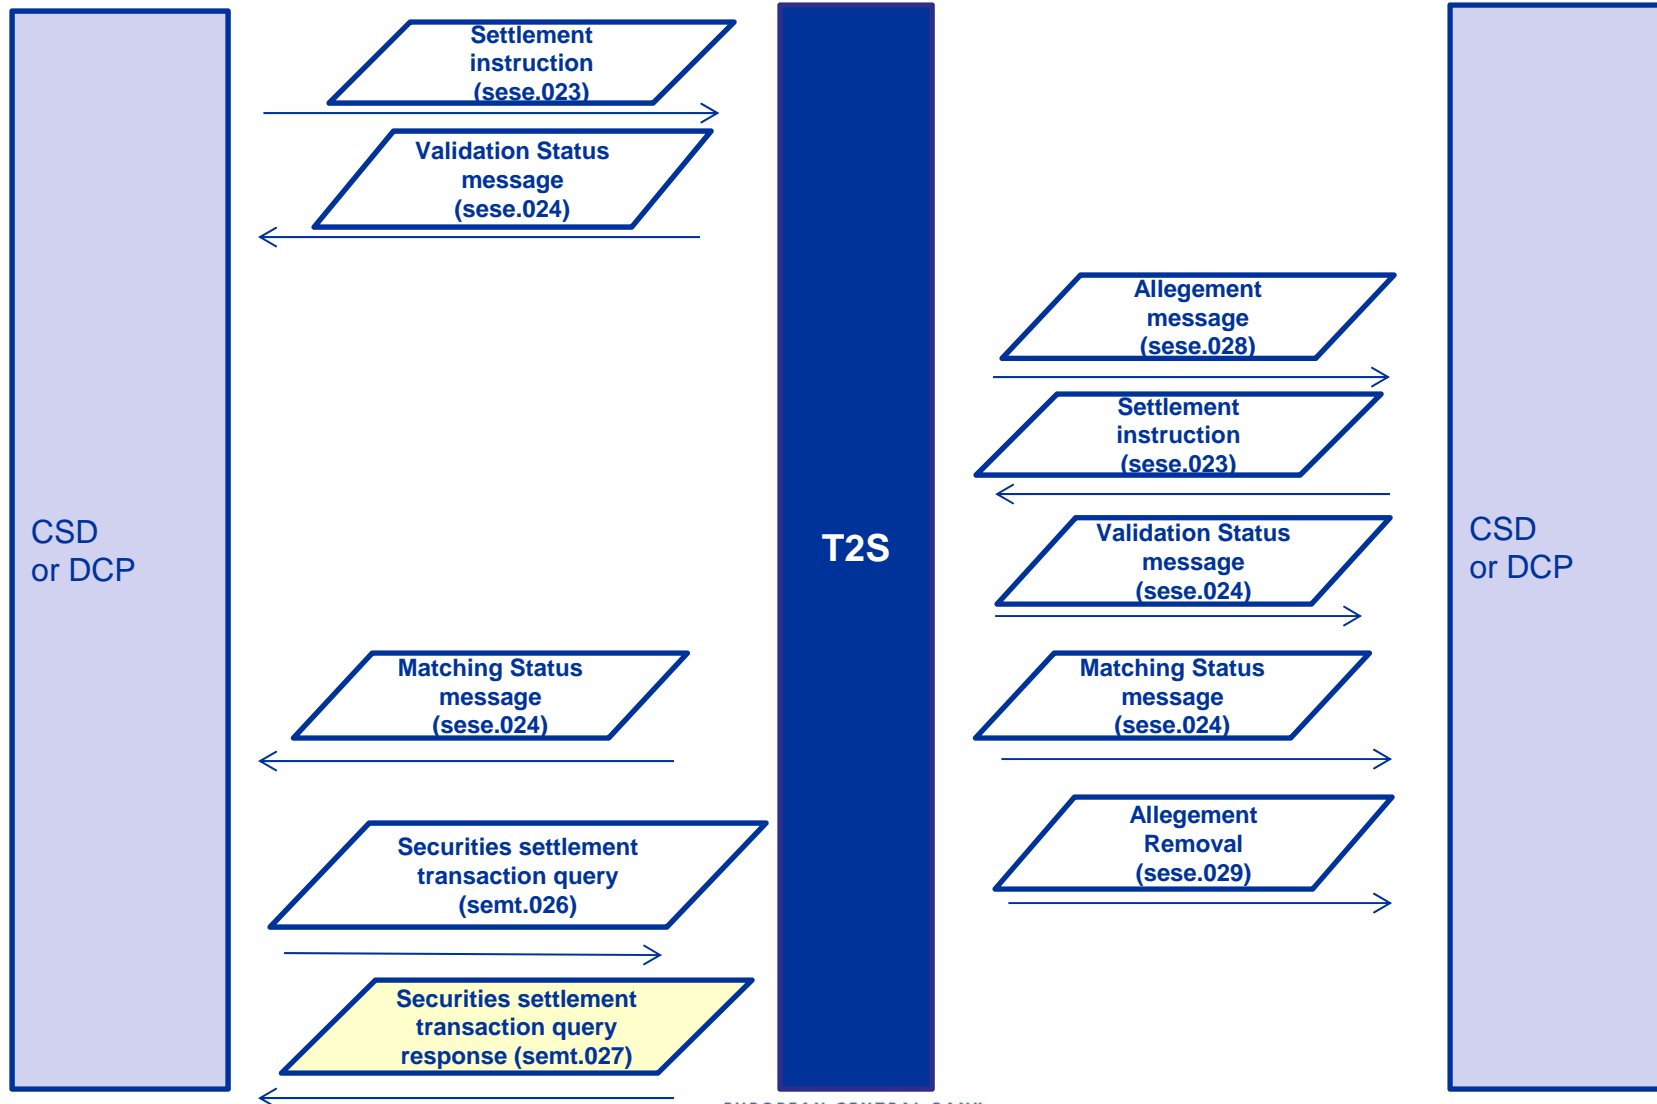 Settlement
instruction
(sese.023)
Validation Status
message
(sese.024)
Allegement
message
(sese.028)
Settlement
instruction
(sese.023)
CSD
or DCP
T2S
Validation Status
message
(sese.024)
CSD
or DCP
Matching Status
message
(sese.024)
Matching Status
message
(sese.024)
Allegement
Removal
(sese.029)
Securities settlement
transaction query
(semt.026)
Securities settlement
transaction query
response (semt.027)